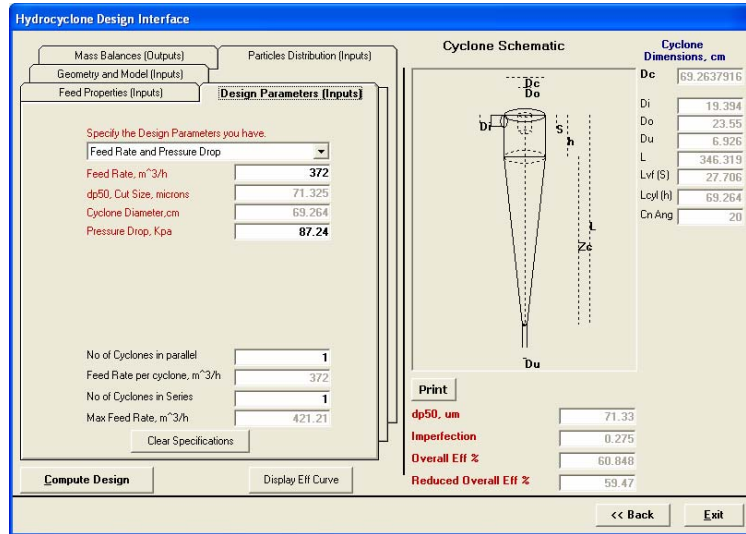 Hydrocyclone Design Interface
Mass Balances (Outputs)
Particles Distribution (Inputs)
Geometry and Model (Inputs)
Feed Properties (Inputs)
Design Parameters (Inputs)
Specify the Design Parameters you have.
Feed Rate and Pressure Drop
Feed Rate, m^3/h 372
dp50, Cut Size, microns 71.325
Cyclone Diameter,cm 69.264
Pressure Drop, Kpa 87.24
No of Cyclones in parallel 1
Feed Rate per cyclone, m^3/h 372
No of Cyclones in Series 1
Max Feed Rate, m^3/h 421.21
Clear Specifications
Compute Design
Display Eff Curve
Cyclone Schematic
Dc
Do
Di
S
h
L
Zc
Du
Print
dp50, um 71.33
Imperfection 0.275
Overall Eff % 60.848
Reduced Overall Eff % 59.47
Cyclone
Dimensions, cm
Dc 69.2637916
Di 19.394
Do 23.55
Du 6.926
L 346.319
Lvf (S) 27.706
Lcyl (h) 69.264
Cn Ang 20
<< Back
Exit